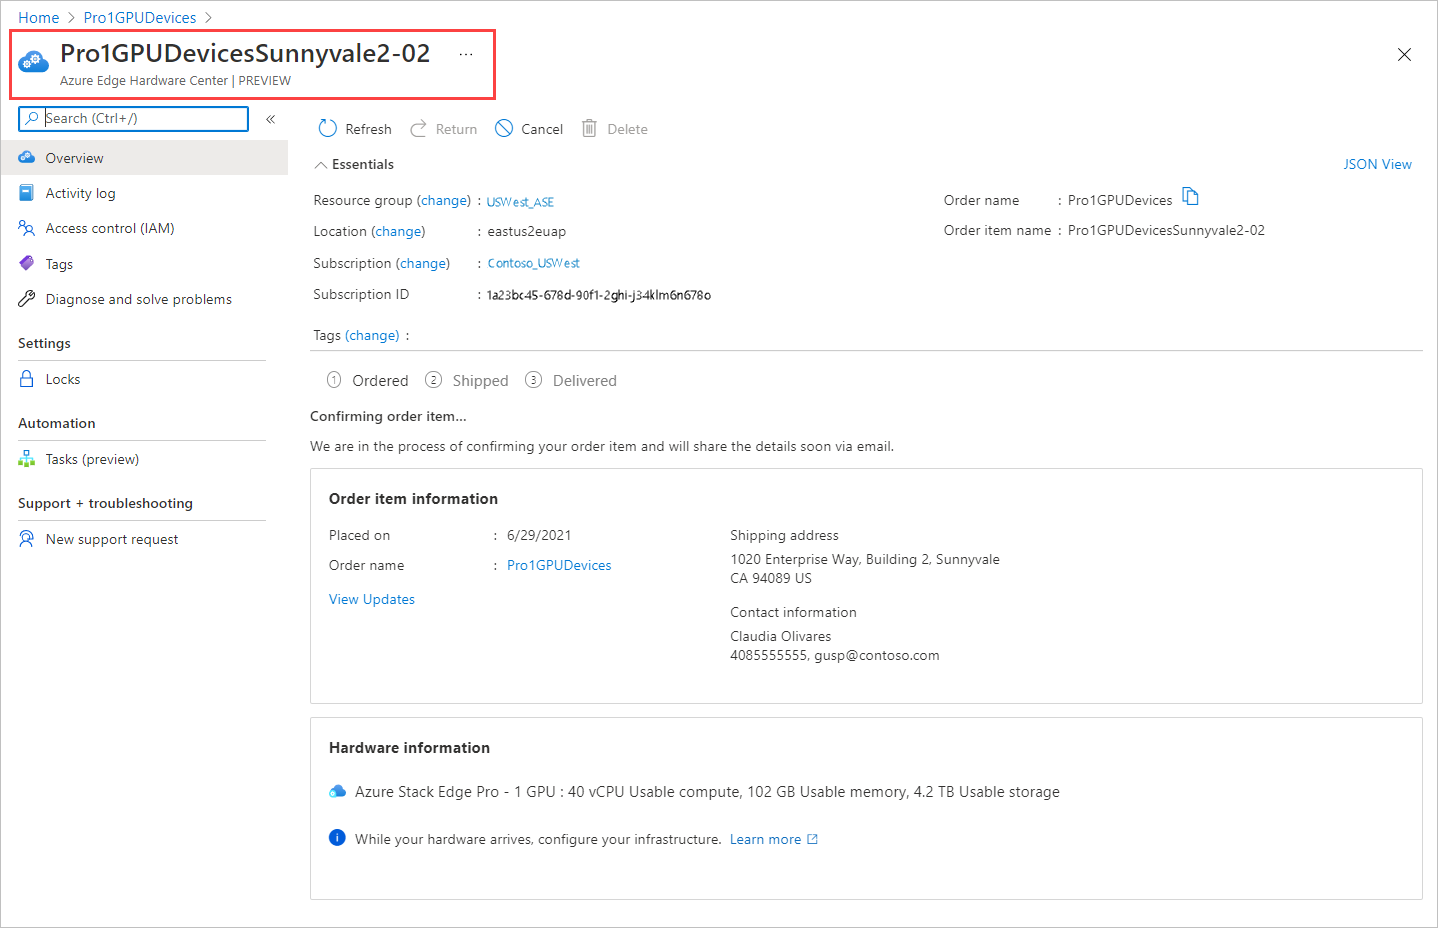 Home > Pro1GPUDevices >
Pro1GPUDevicesSunnyvale2-02 ...
Azure Edge Hardware Center | PREVIEW
Search (Ctrl+/) «
Overview
Activity log
Access control (IAM)
Tags
Diagnose and solve problems
Settings
Locks
Automation
Tasks (preview)
Support + troubleshooting
New support request
Refresh Return Cancel Delete
Essentials JSON View
Resource group (change) : USWest_ASE
Location (change) : eastus2euap
Subscription (change) : Contoso_USWest
Subscription ID : 1a23bc45-678d-90f1-2ghi-j34klm6n678o
Order name : Pro1GPUDevices
Order item name : Pro1GPUDevicesSunnyvale2-02
Tags (change) :
1 Ordered 2 Shipped 3 Delivered
Confirming order item...
We are in the process of confirming your order item and will share the details soon via email.
Order item information
Placed on : 6/29/2021
Order name : Pro1GPUDevices
View Updates
Shipping address
1020 Enterprise Way, Building 2, Sunnyvale
CA 94089 US
Contact information
Claudia Olivares
4085555555, gusp@contoso.com
Hardware information
Azure Stack Edge Pro - 1 GPU : 40 vCPU Usable compute, 102 GB Usable memory, 4.2 TB Usable storage
While your hardware arrives, configure your infrastructure. Learn more